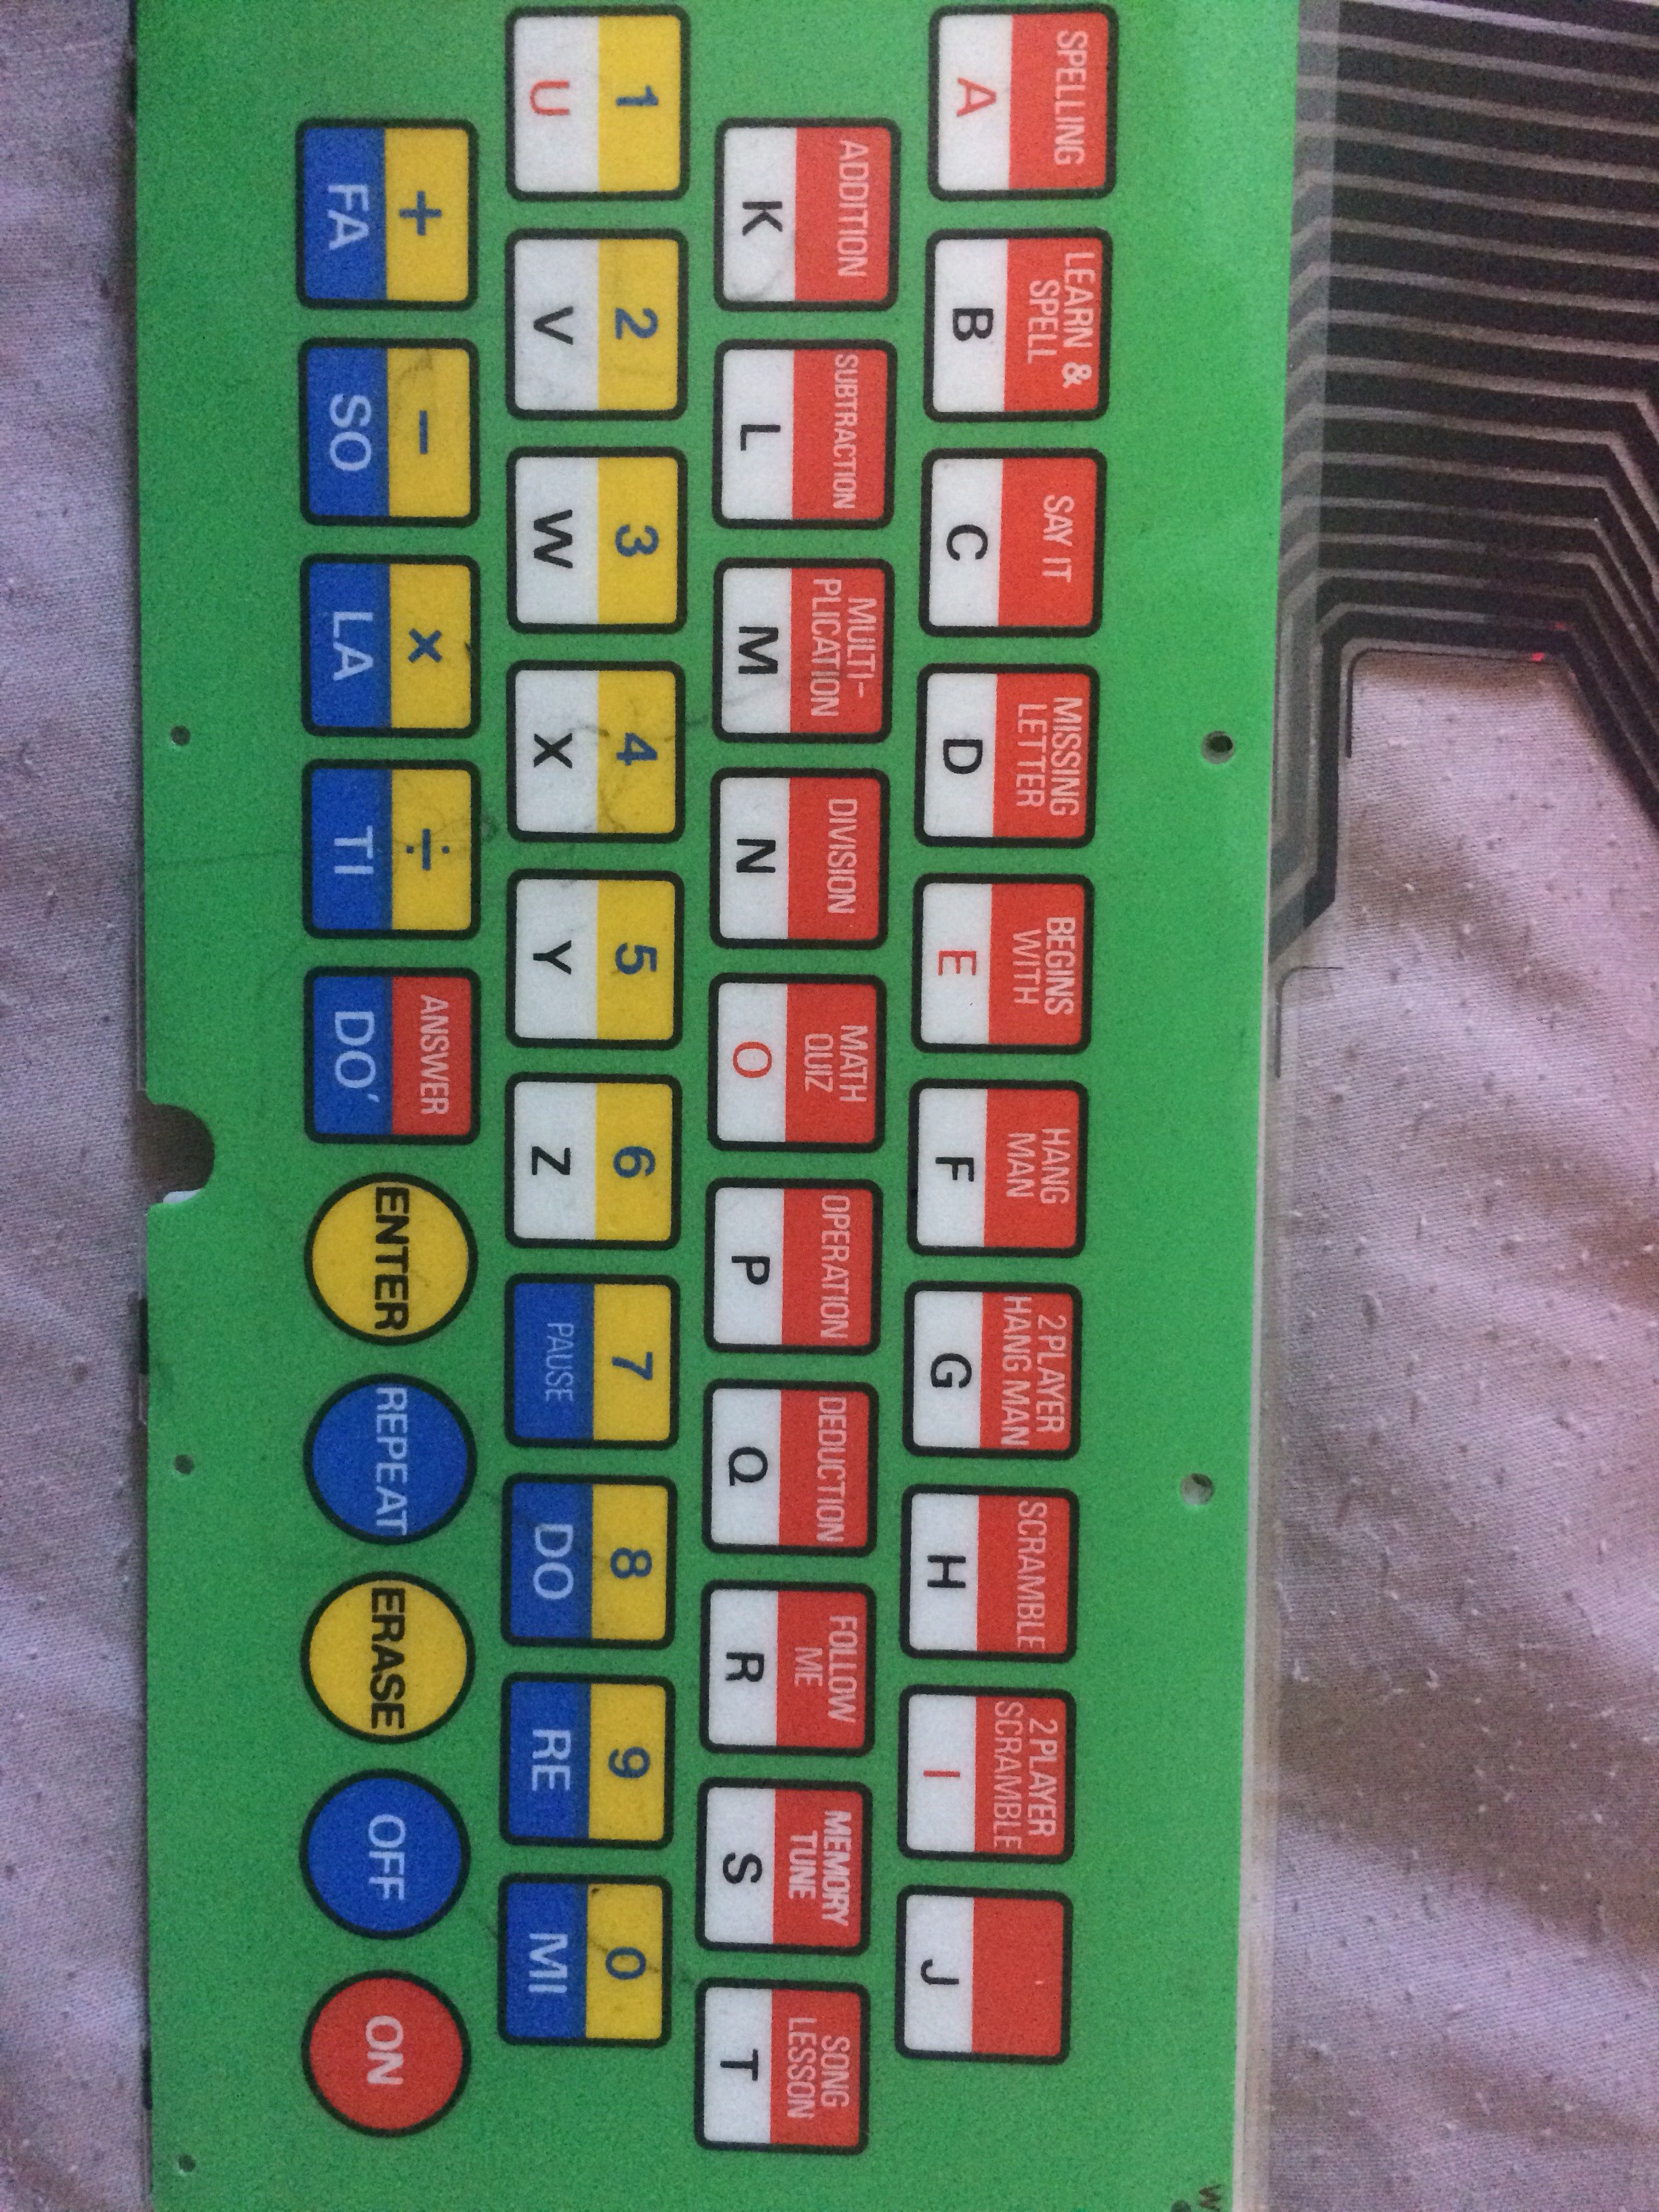 SPELLING
A
LEARN &
SPELL
B
SAY IT
C
MISSING
LETTER
D
BEGINS
WITH
E
HANG
MAN
F
2 PLAYER
HANG MAN
G
SCRAMBLE
H
2 PLAYER
SCRAMBLE
I
J
ADDITION
K
SUBTRACTION
L
MULTI-
PLICATION
M
DIVISION
N
MATH
QUIZ
O
OPERATION
P
DEDUCTION
Q
FOLLOW
ME
R
MEMORY
TUNE
S
SONG
LESSON
T
1
U
2
V
3
W
4
X
5
Y
6
Z
7
PAUSE
8
DO
9
RE
0
MI
+
FA
−
SO
×
LA
÷
TI
ANSWER
DO'
ENTER
REPEAT
ERASE
OFF
ON